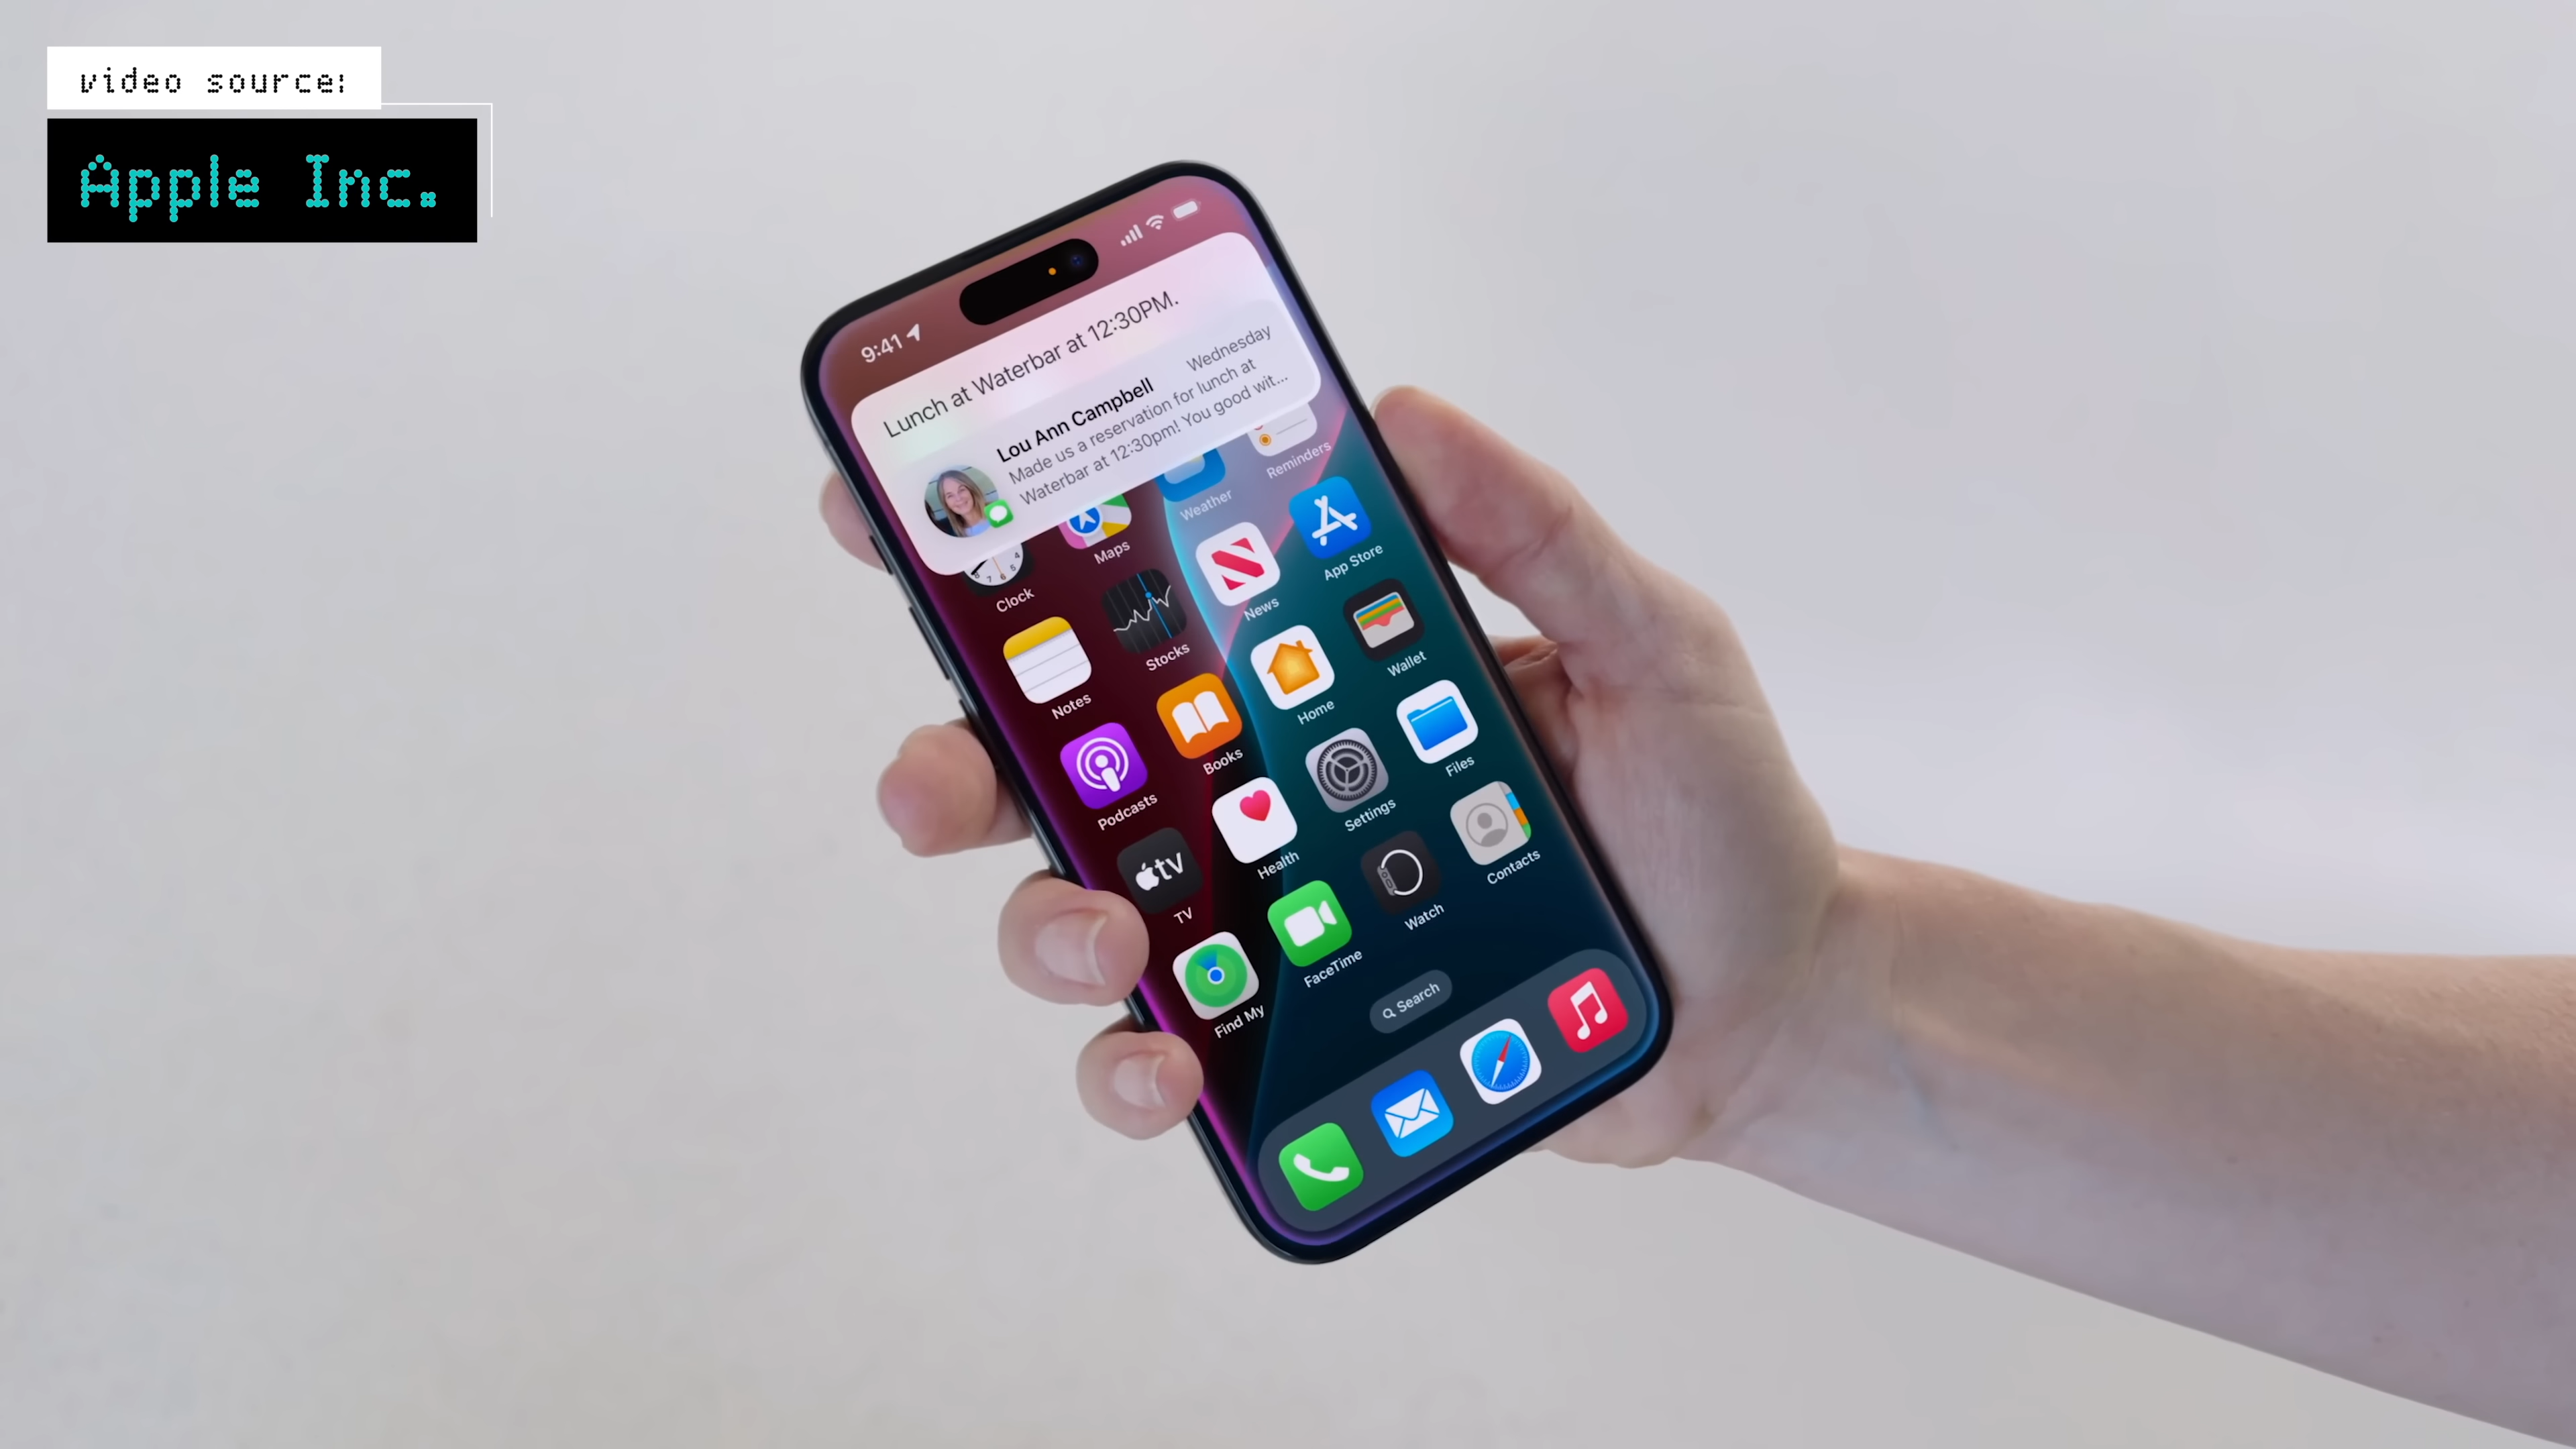 video source:
Apple Inc.
9:41
Lunch at Waterbar at 12:30PM.
Lou Ann Campbell
Wednesday
Made us a reservation for lunch at
Waterbar at 12:30pm! You good wit...
Clock
Maps
Weather
Reminders
Notes
Stocks
News
App Store
Podcasts
Books
Home
Wallet
tv
TV
Health
Settings
Files
Find My
FaceTime
Watch
Contacts
Search